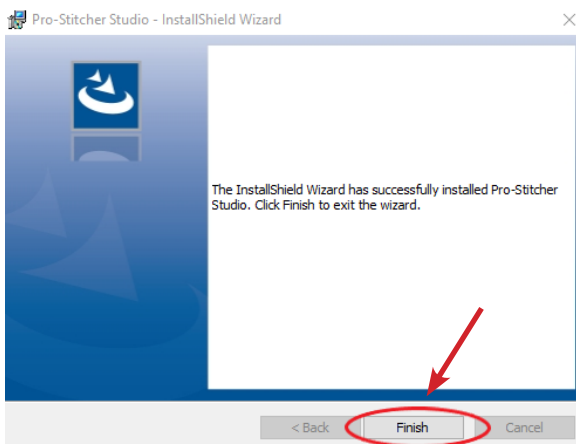 Pro-Stitcher Studio - InstallShield Wizard
The InstallShield Wizard has successfully installed Pro-Stitcher
Studio. Click Finish to exit the wizard.
< Back Finish Cancel